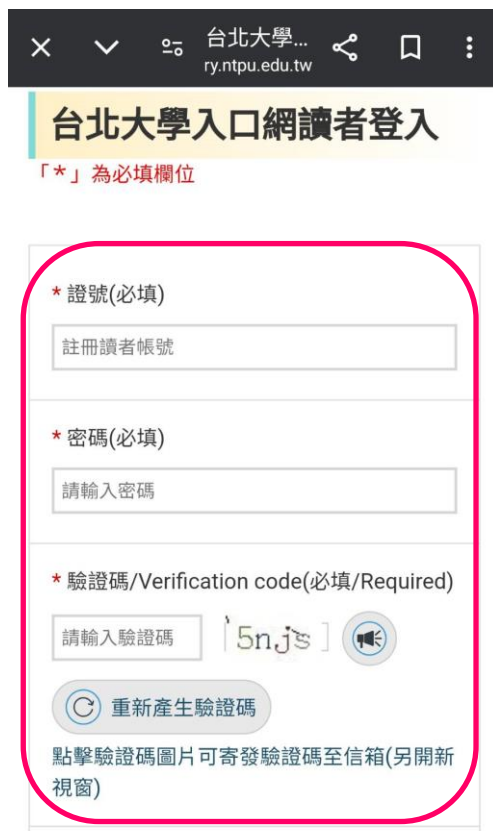 台北大學...
ry.ntpu.edu.tw
台北大學入口網讀者登入
「*」為必填欄位
* 證號(必填)
註冊讀者帳號
* 密碼(必填)
請輸入密碼
* 驗證碼/Verification code(必填/Required)
請輸入驗證碼
5njs
重新產生驗證碼
點擊驗證碼圖片可寄發驗證碼至信箱(另開新
視窗)